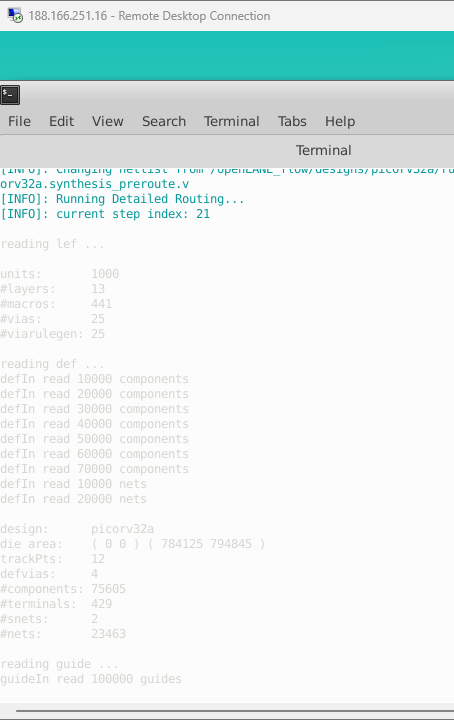 188.166.251.16 - Remote Desktop Connection
File Edit View Search Terminal Tabs Help
Terminal
[INFO]: Changing netlist from /openLANE_flow/designs/picorv32a/ru
orv32a.synthesis_preroute.v
[INFO]: Running Detailed Routing...
[INFO]: current step index: 21
reading lef ...
units: 1000
#layers: 13
#macros: 441
#vias: 25
#viarulegen: 25
reading def ...
defIn read 10000 components
defIn read 20000 components
defIn read 30000 components
defIn read 40000 components
defIn read 50000 components
defIn read 60000 components
defIn read 70000 components
defIn read 10000 nets
defIn read 20000 nets
design: picorv32a
die area: ( 0 0 ) ( 784125 794845 )
trackPts: 12
defvias: 4
#components: 75605
#terminals: 429
#snets: 2
#nets: 23463
reading guide ...
guideIn read 100000 guides